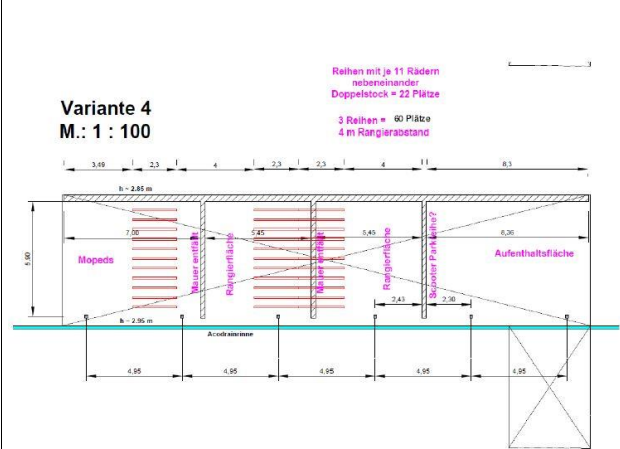 Reihen mit je 11 Rädern
nebeneinander
Doppelstock = 22 Plätze
3 Reihen = 60 Plätze
4 m Rangierabstand
Variante 4
M.: 1 : 100
3,49 2,3 4 2,3 2,3 4 8,3
h ~ 2.85 m
7,00 5,45 5,45 8,36
5,90
Mopeds
Mauer entfällt
Rangierfläche
Mauer entfällt
Rangierfläche
Scooter Parkreihe?
Aufenthaltsfläche
2,43 2,30
h ~ 2.95 m
Acodrainrinne
4,95 4,95 4,95 4,95 4,95